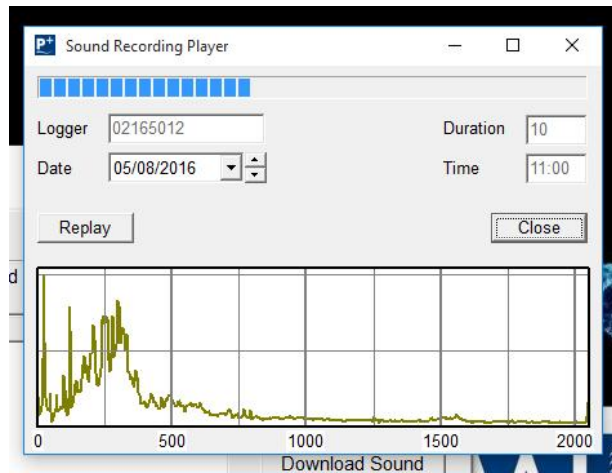 P+ Sound Recording Player
Logger 02165012 Duration 10
Date 05/08/2016 Time 11:00
Replay Close
d
0 500 1000 1500 2000
Download Sound